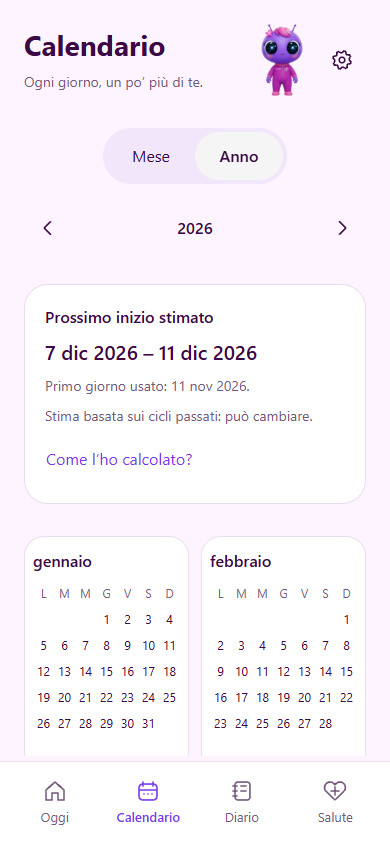 Calendario
Ogni giorno, un po’ più di te.
Mese Anno
2026
Prossimo inizio stimato
7 dic 2026 – 11 dic 2026
Primo giorno usato: 11 nov 2026.
Stima basata sui cicli passati: può cambiare.
Come l’ho calcolato?
gennaio
L M M G V S D
1 2 3 4
5 6 7 8 9 10 11
12 13 14 15 16 17 18
19 20 21 22 23 24 25
26 27 28 29 30 31
febbraio
L M M G V S D
1
2 3 4 5 6 7 8
9 10 11 12 13 14 15
16 17 18 19 20 21 22
23 24 25 26 27 28
Oggi Calendario Diario Salute